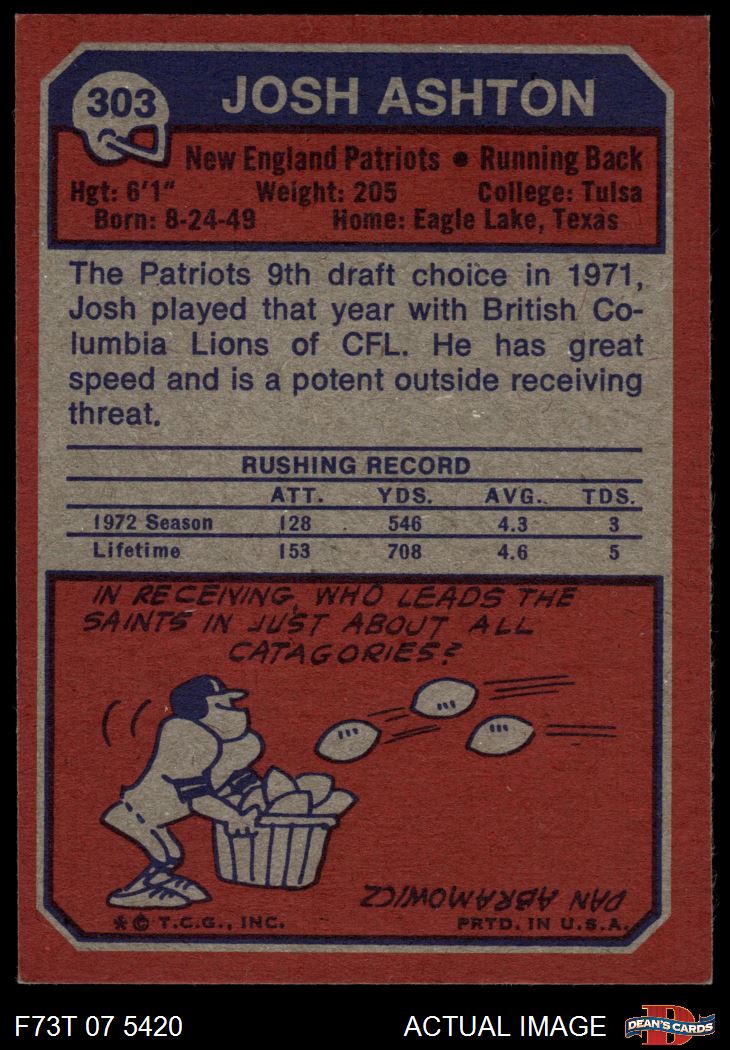 303
JOSH ASHTON
New England Patriots • Running Back
Hgt: 6'1" Weight: 205 College: Tulsa
Born: 8-24-49 Home: Eagle Lake, Texas
The Patriots 9th draft choice in 1971,
Josh played that year with British Co-
lumbia Lions of CFL. He has great
speed and is a potent outside receiving
threat.
RUSHING RECORD
ATT. YDS. AVG. TDS.
1972 Season 128 546 4.3 3
Lifetime 153 708 4.6 5
IN RECEIVING, WHO LEADS THE
SAINTS IN JUST ABOUT ALL
CATAGORIES?
DAN ABRAMOWICZ
* © T.C.G., INC. PRTD. IN U.S.A.
F73T 07 5420 ACTUAL IMAGE
D
DEAN'S CARDS